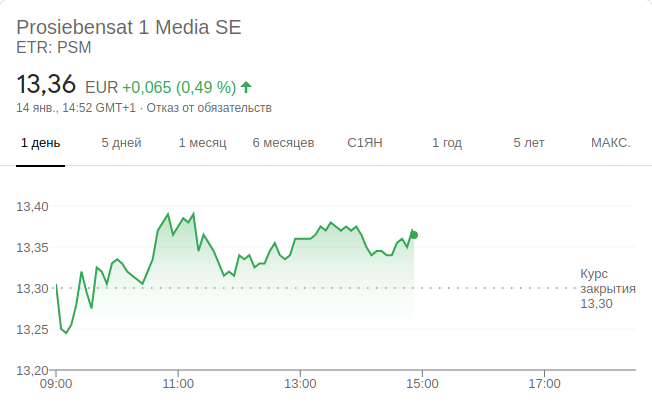 Prosiebensat 1 Media SE
ETR: PSM
13,36 EUR +0,065 (0,49 %)
14 янв., 14:52 GMT+1 · Отказ от обязательств
1 день 5 дней 1 месяц 6 месяцев С1ЯН 1 год 5 лет МАКС.
13,40
13,35
13,30
13,25
13,20
Курс
закрытия
13,30
09:00 11:00 13:00 15:00 17:00